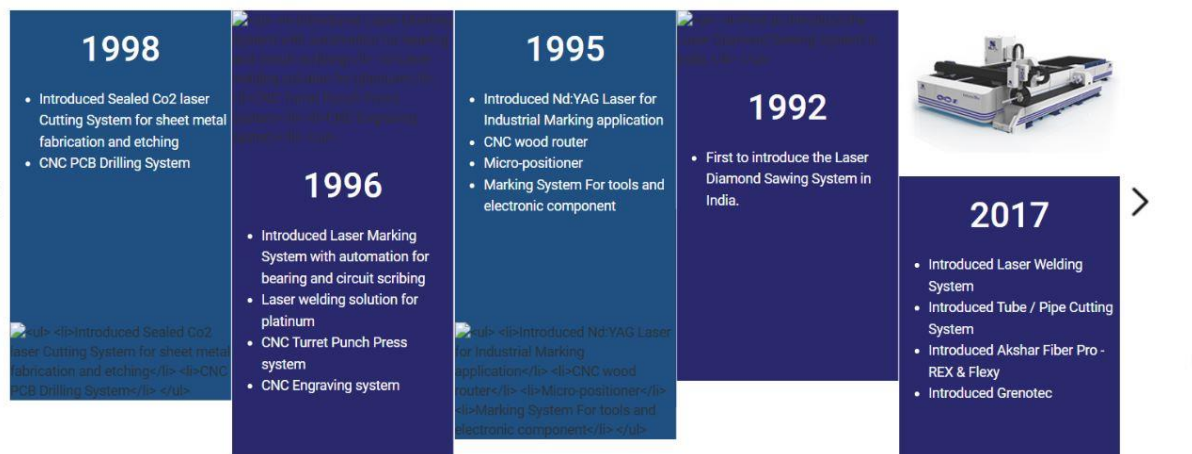 1998
Introduced Sealed Co2 laser
Cutting System for sheet metal
fabrication and etching
CNC PCB Drilling System
<ul> <li>Introduced Sealed Co2
laser Cutting System for sheet metal
fabrication and etching</li> <li>CNC
PCB Drilling System</li> </ul>
1996
Introduced Laser Marking
System with automation for
bearing and circuit scribing
Laser welding solution for
platinum
CNC Turret Punch Press
system
CNC Engraving system
1995
Introduced Nd:YAG Laser for
Industrial Marking application
CNC wood router
Micro-positioner
Marking System For tools and
electronic component
<ul> <li>Introduced Nd:YAG Laser
for Industrial Marking
application</li> <li>CNC wood
router</li> <li>Micro-positioner</li>
<li>Marking System For tools and
electronic component</li> </ul>
1992
First to introduce the Laser
Diamond Sawing System in
India.
2017
Introduced Laser Welding
System
Introduced Tube / Pipe Cutting
System
Introduced Akshar Fiber Pro -
REX & Flexy
Introduced Grenotec